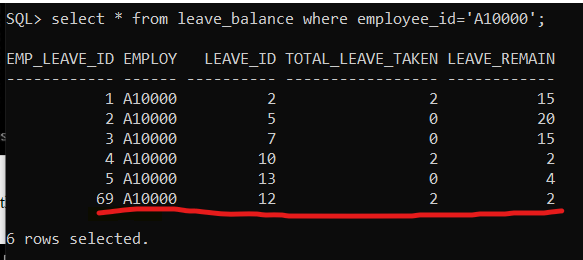 SQL> select * from leave_balance where employee_id='A10000';
EMP_LEAVE_ID EMPLOY   LEAVE_ID TOTAL_LEAVE_TAKEN LEAVE_REMAIN
------------ ------ ---------- ----------------- ------------
1 A10000 2 2 15
2 A10000 5 0 20
3 A10000 7 0 15
4 A10000 10 2 2
5 A10000 13 0 4
69 A10000 12 2 2
6 rows selected.